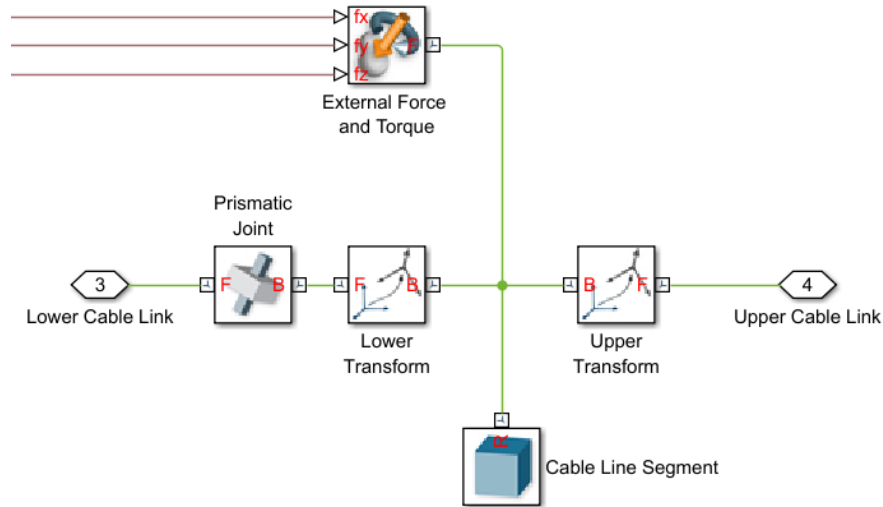 fx
fy
F
fz
External Force
and Torque
Prismatic
Joint
3
F
B
F
B
B
F
4
Lower Cable Link
Lower
Transform
Upper
Transform
Upper Cable Link
R
Cable Line Segment